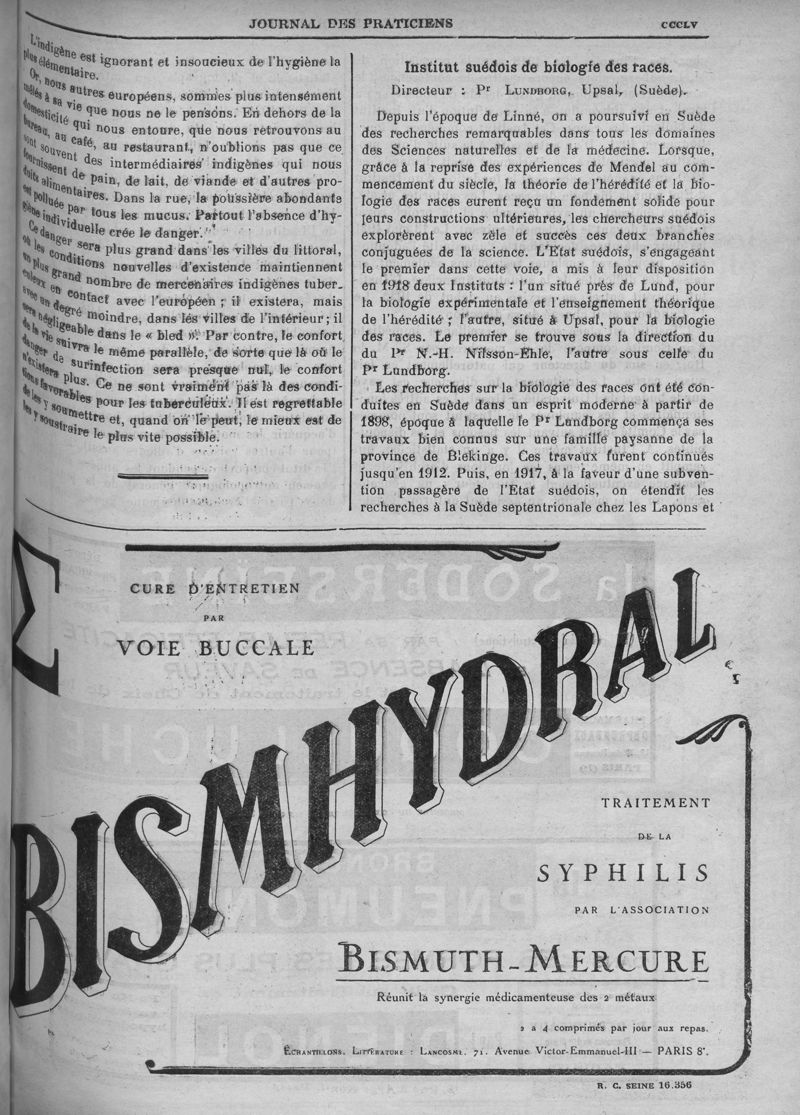 JOURNAL DES PRATICIENS
CCCLV
L'indigène est ignorant et insoucieux de l'hygiène la
plus élémentaire.
Or, nous autres européens, sommes plus intensément
mêlés à sa vie que nous ne le pensons. En dehors de la
domesticité qui nous entoure, que nous retrouvons au
bureau, au café, au restaurant, n'oublions pas que ce
sont souvent des intermédiaires indigènes qui nous
fournissent de pain, de lait, de viande et d'autres pro-
duits alimentaires. Dans la rue, la poussière abondante
est polluée par tous les mucus. Partout l'absence d'hy-
giène individuelle crée le danger.
Ce danger sera plus grand dans les villes du littoral,
où les conditions nouvelles d'existence maintiennent
un plus grand nombre de mercenaires indigènes tuber-
culeux en contact avec l'européen ; il existera, mais
avec un degré moindre, dans les villes de l'intérieur ; il
sera négligeable dans le « bled ». Par contre, le confort
de la vie suivra le même parallèle, de sorte que là où le
danger de surinfection sera presque nul, le confort
n'existera plus. Ce ne sont vraiment pas là des condi-
tions favorables pour les tuberculeux. Il est regrettable
de les y soumettre et, quand on le peut, le mieux est de
les y soustraire le plus vite possible.
Institut suédois de biologie des races.
Directeur : Pr LUNDBORG, Upsal, (Suède).
Depuis l'époque de Linné, on a poursuivi en Suède
des recherches remarquables dans tous les domaines
des Sciences naturelles et de la médecine. Lorsque,
grâce à la reprise des expériences de Mendel au com-
mencement du siècle, la théorie de l'hérédité et la bio-
logie des races eurent reçu un fondement solide pour
leurs constructions ultérieures, les chercheurs suédois
explorèrent avec zèle et succès ces deux branches
conjuguées de la science. L'Etat suédois, s'engageant
le premier dans cette voie, a mis à leur disposition
en 1918 deux Instituts : l'un situé près de Lund, pour
la biologie expérimentale et l'enseignement théorique
de l'hérédité ; l'autre, situé à Upsal, pour la biologie
des races. Le premier se trouve sous la direction du
du Pr N.-H. Nilsson-Ehle, l'autre sous celle du
Pr Lundborg.
Les recherches sur la biologie des races ont été con-
duites en Suède dans un esprit moderne à partir de
1898, époque à laquelle le Pr Lundborg commença ses
travaux bien connus sur une famille paysanne de la
province de Blekinge. Ces travaux furent continués
jusqu'en 1912. Puis, en 1917, à la faveur d'une subven-
tion passagère de l'Etat suédois, on étendit les
recherches à la Suède septentrionale chez les Lapons et
CURE D'ENTRETIEN
PAR
VOIE BUCCALE
BISMHYDRAL
TRAITEMENT
DE LA
SYPHILIS
PAR L'ASSOCIATION
BISMUTH-MERCURE
Réunit la synergie médicamenteuse des 2 métaux
2 a 4 comprimés par jour aux repas.
ÉCHANTILLONS. LITTÉRATURE : LANCOSME. 71. Avenue Victor-Emmanuel-III — PARIS 8e.
R. C. SEINE 16.356